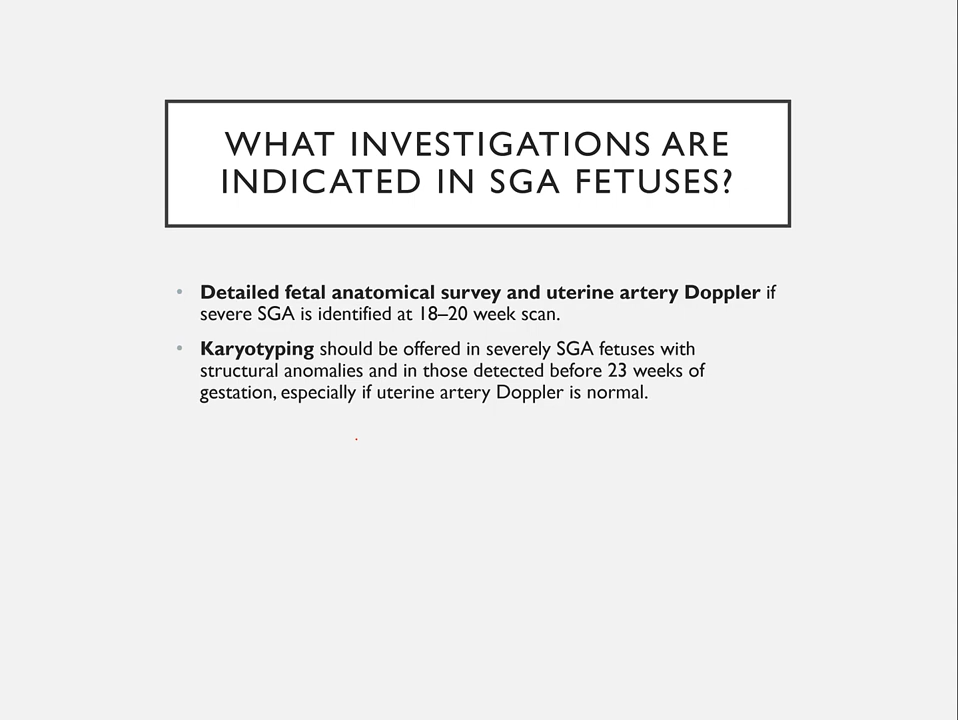 WHAT INVESTIGATIONS ARE
INDICATED IN SGA FETUSES?
• Detailed fetal anatomical survey and uterine artery Doppler if
severe SGA is identified at 18–20 week scan.
• Karyotyping should be offered in severely SGA fetuses with
structural anomalies and in those detected before 23 weeks of
gestation, especially if uterine artery Doppler is normal.